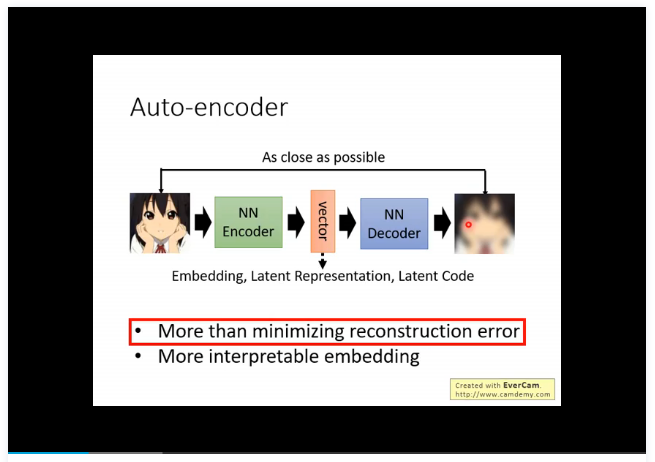 Auto-encoder
As close as possible
NN
Encoder
vector
NN
Decoder
Embedding, Latent Representation, Latent Code
• More than minimizing reconstruction error
• More interpretable embedding
Created with EverCam.
http://www.camdemy.com